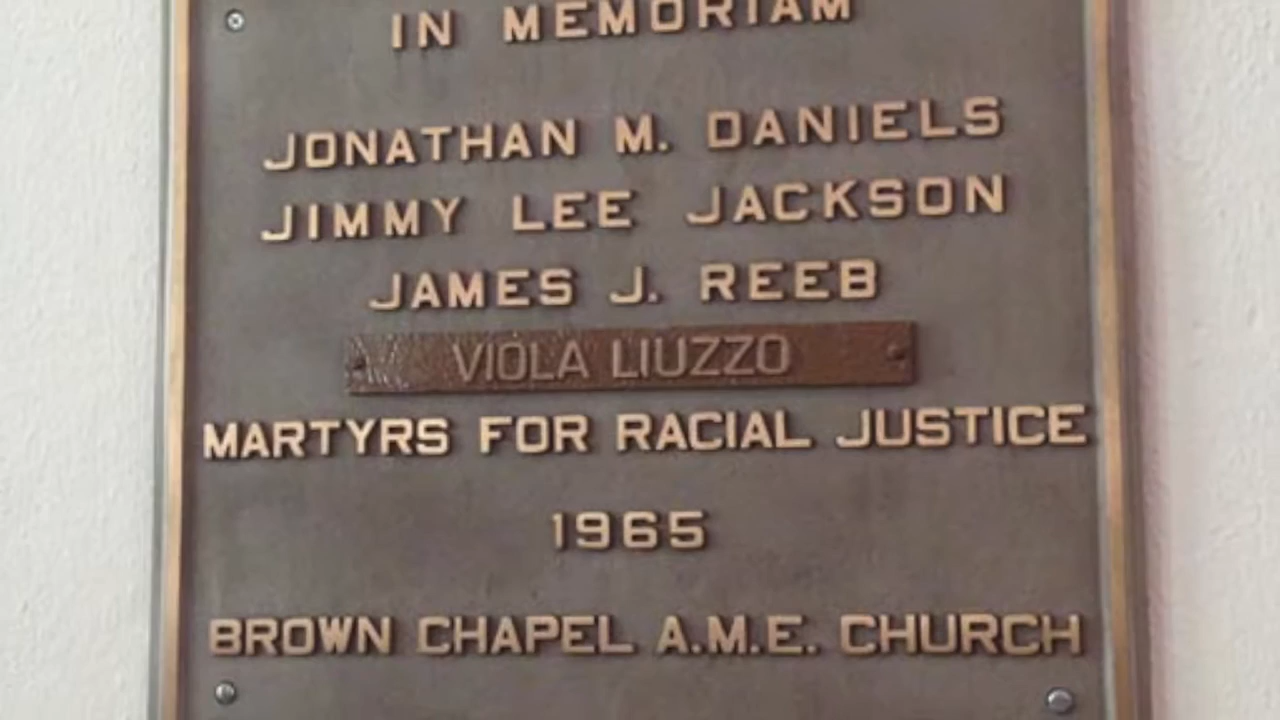 IN MEMORIAM
JONATHAN M. DANIELS
JIMMY LEE JACKSON
JAMES J. REEB
VIOLA LIUZZO
MARTYRS FOR RACIAL JUSTICE
1965
BROWN CHAPEL A.M.E. CHURCH